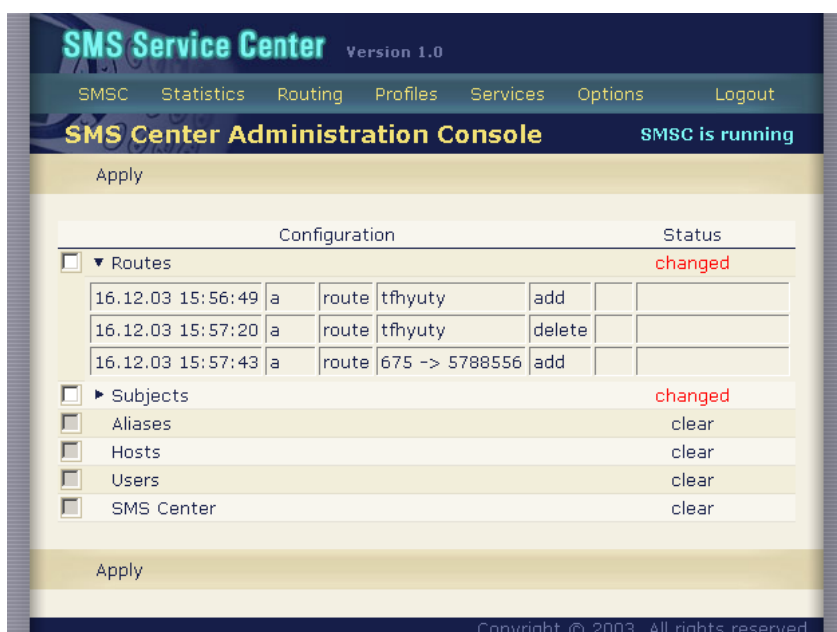 SMS Service Center Version 1.0
SMSC Statistics Routing Profiles Services Options Logout
SMS Center Administration Console SMSC is running
Apply
Configuration Status
▼ Routes changed
16.12.03 15:56:49 a route tfhyuty add
16.12.03 15:57:20 a route tfhyuty delete
16.12.03 15:57:43 a route 675 -> 5788556 add
► Subjects changed
Aliases clear
Hosts clear
Users clear
SMS Center clear
Apply
Copyright © 2003. All rights reserved